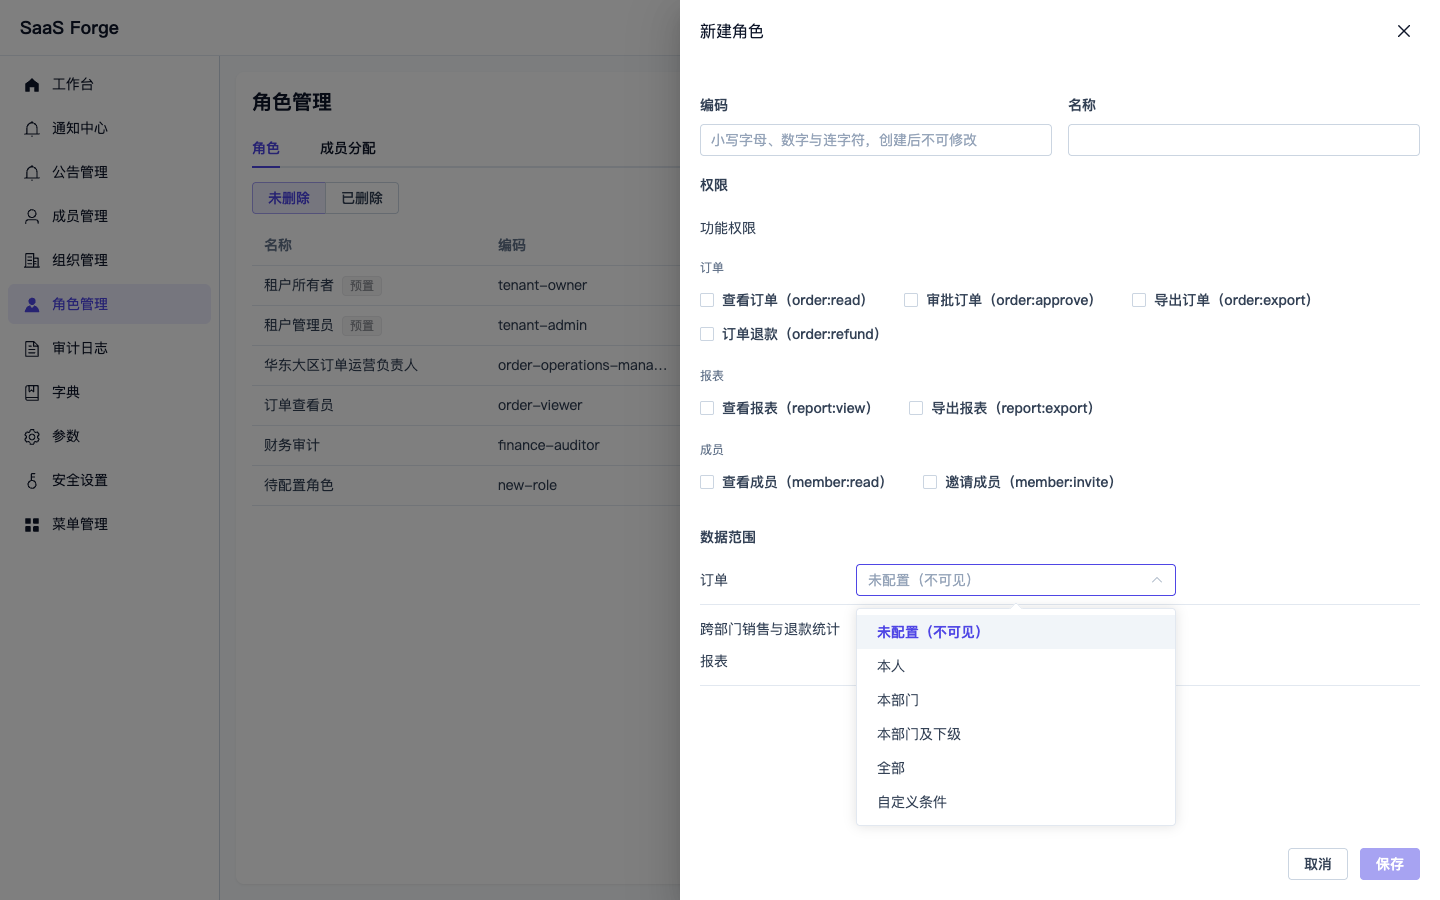 SaaS Forge
工作台
通知中心
公告管理
成员管理
组织管理
角色管理
审计日志
字典
参数
安全设置
菜单管理
角色管理
角色 成员分配
未删除 已删除
名称 编码
租户所有者 预置 tenant-owner
租户管理员 预置 tenant-admin
华东大区订单运营负责人 order-operations-mana...
订单查看员 order-viewer
财务审计 finance-auditor
待配置角色 new-role
新建角色
编码 名称
小写字母、数字与连字符，创建后不可修改
权限
功能权限
订单
查看订单（order:read） 审批订单（order:approve） 导出订单（order:export）
订单退款（order:refund）
报表
查看报表（report:view） 导出报表（report:export）
成员
查看成员（member:read） 邀请成员（member:invite）
数据范围
订单 未配置（不可见）
跨部门销售与退款统计
报表
未配置（不可见）
本人
本部门
本部门及下级
全部
自定义条件
取消 保存